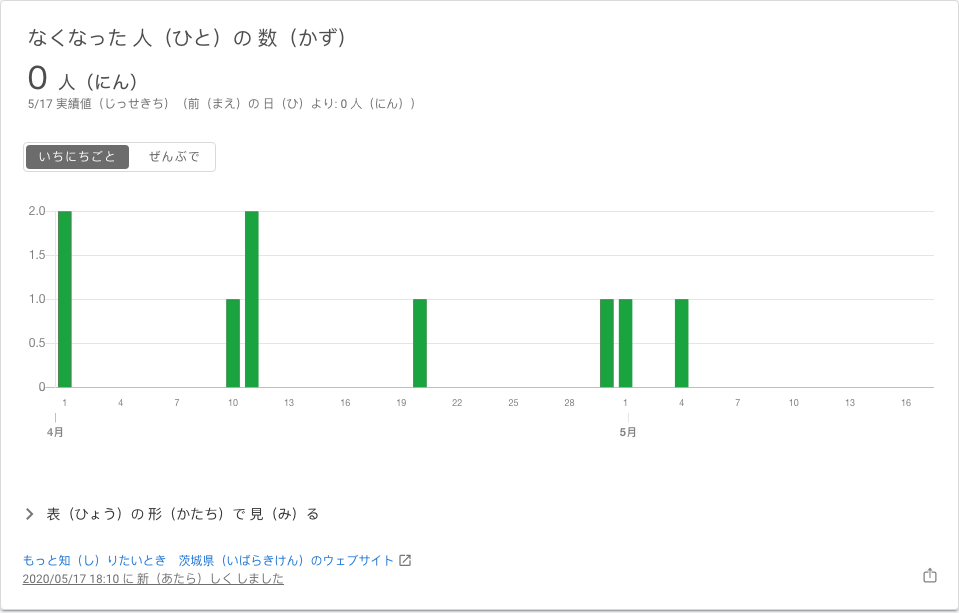 なくなった 人（ひと）の 数（かず）
0 人（にん）
5/17 実績値（じっせきち）（前（まえ）の 日（ひ）より: 0 人（にん））
いちにちごと ぜんぶで
2.0
1.5
1.0
0.5
0
1 4 7 10 13 16 19 22 25 28 1 4 7 10 13 16
4月 5月
表（ひょう）の 形（かたち）で 見（み）る
もっと知（し）りたいとき 茨城県（いばらきけん）のウェブサイト
2020/05/17 18:10 に 新（あたら）しく しました